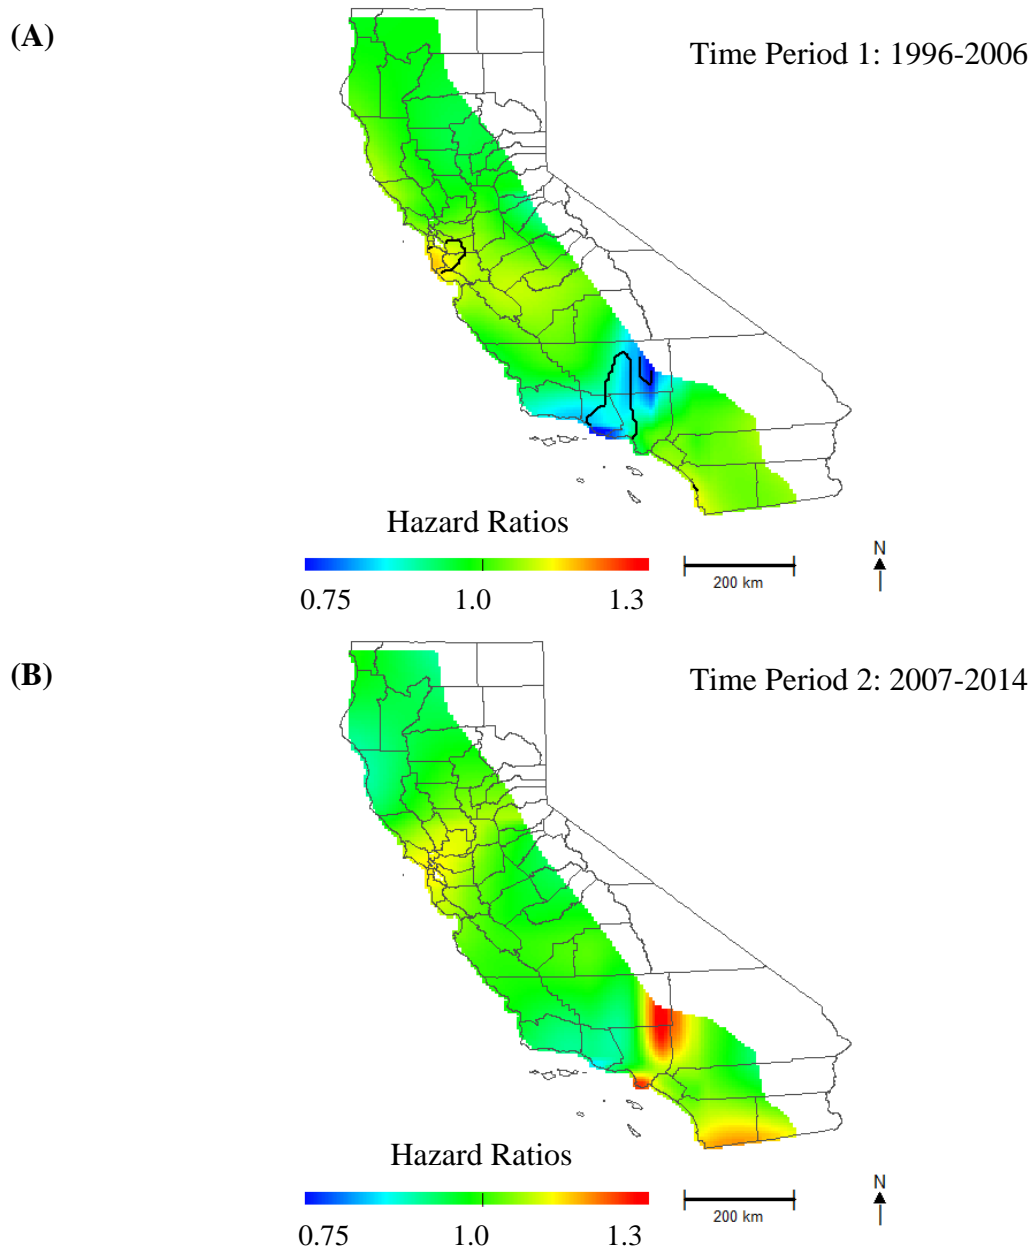 (A)
Time Period 1: 1996-2006
Hazard Ratios
0.75 1.0 1.3
200 km
N
(B)
Time Period 2: 2007-2014
Hazard Ratios
0.75 1.0 1.3
200 km
N